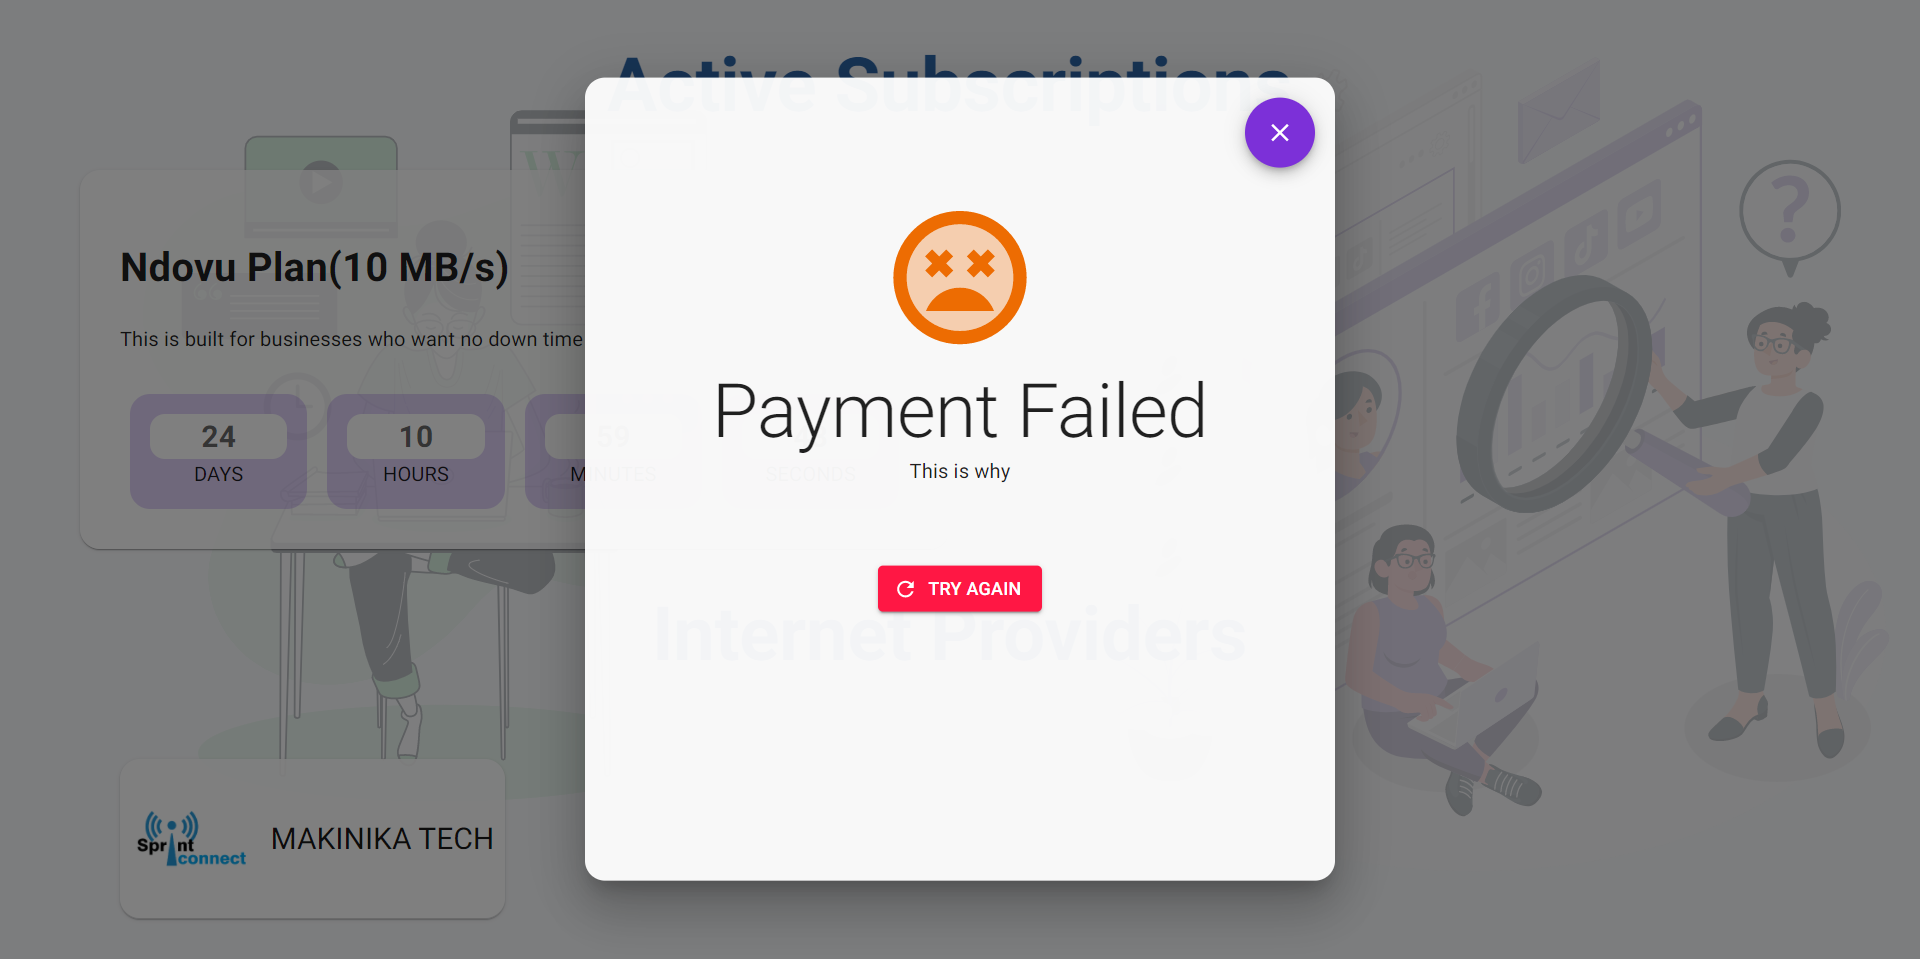 Active Subscriptions
Ndovu Plan(10 MB/s)
This is built for businesses who want no down time
24
DAYS
10
HOURS
59
MINUTES
SECONDS
Payment Failed
This is why
TRY AGAIN
Internet Providers
Sprint
connect
MAKINIKA TECH
?